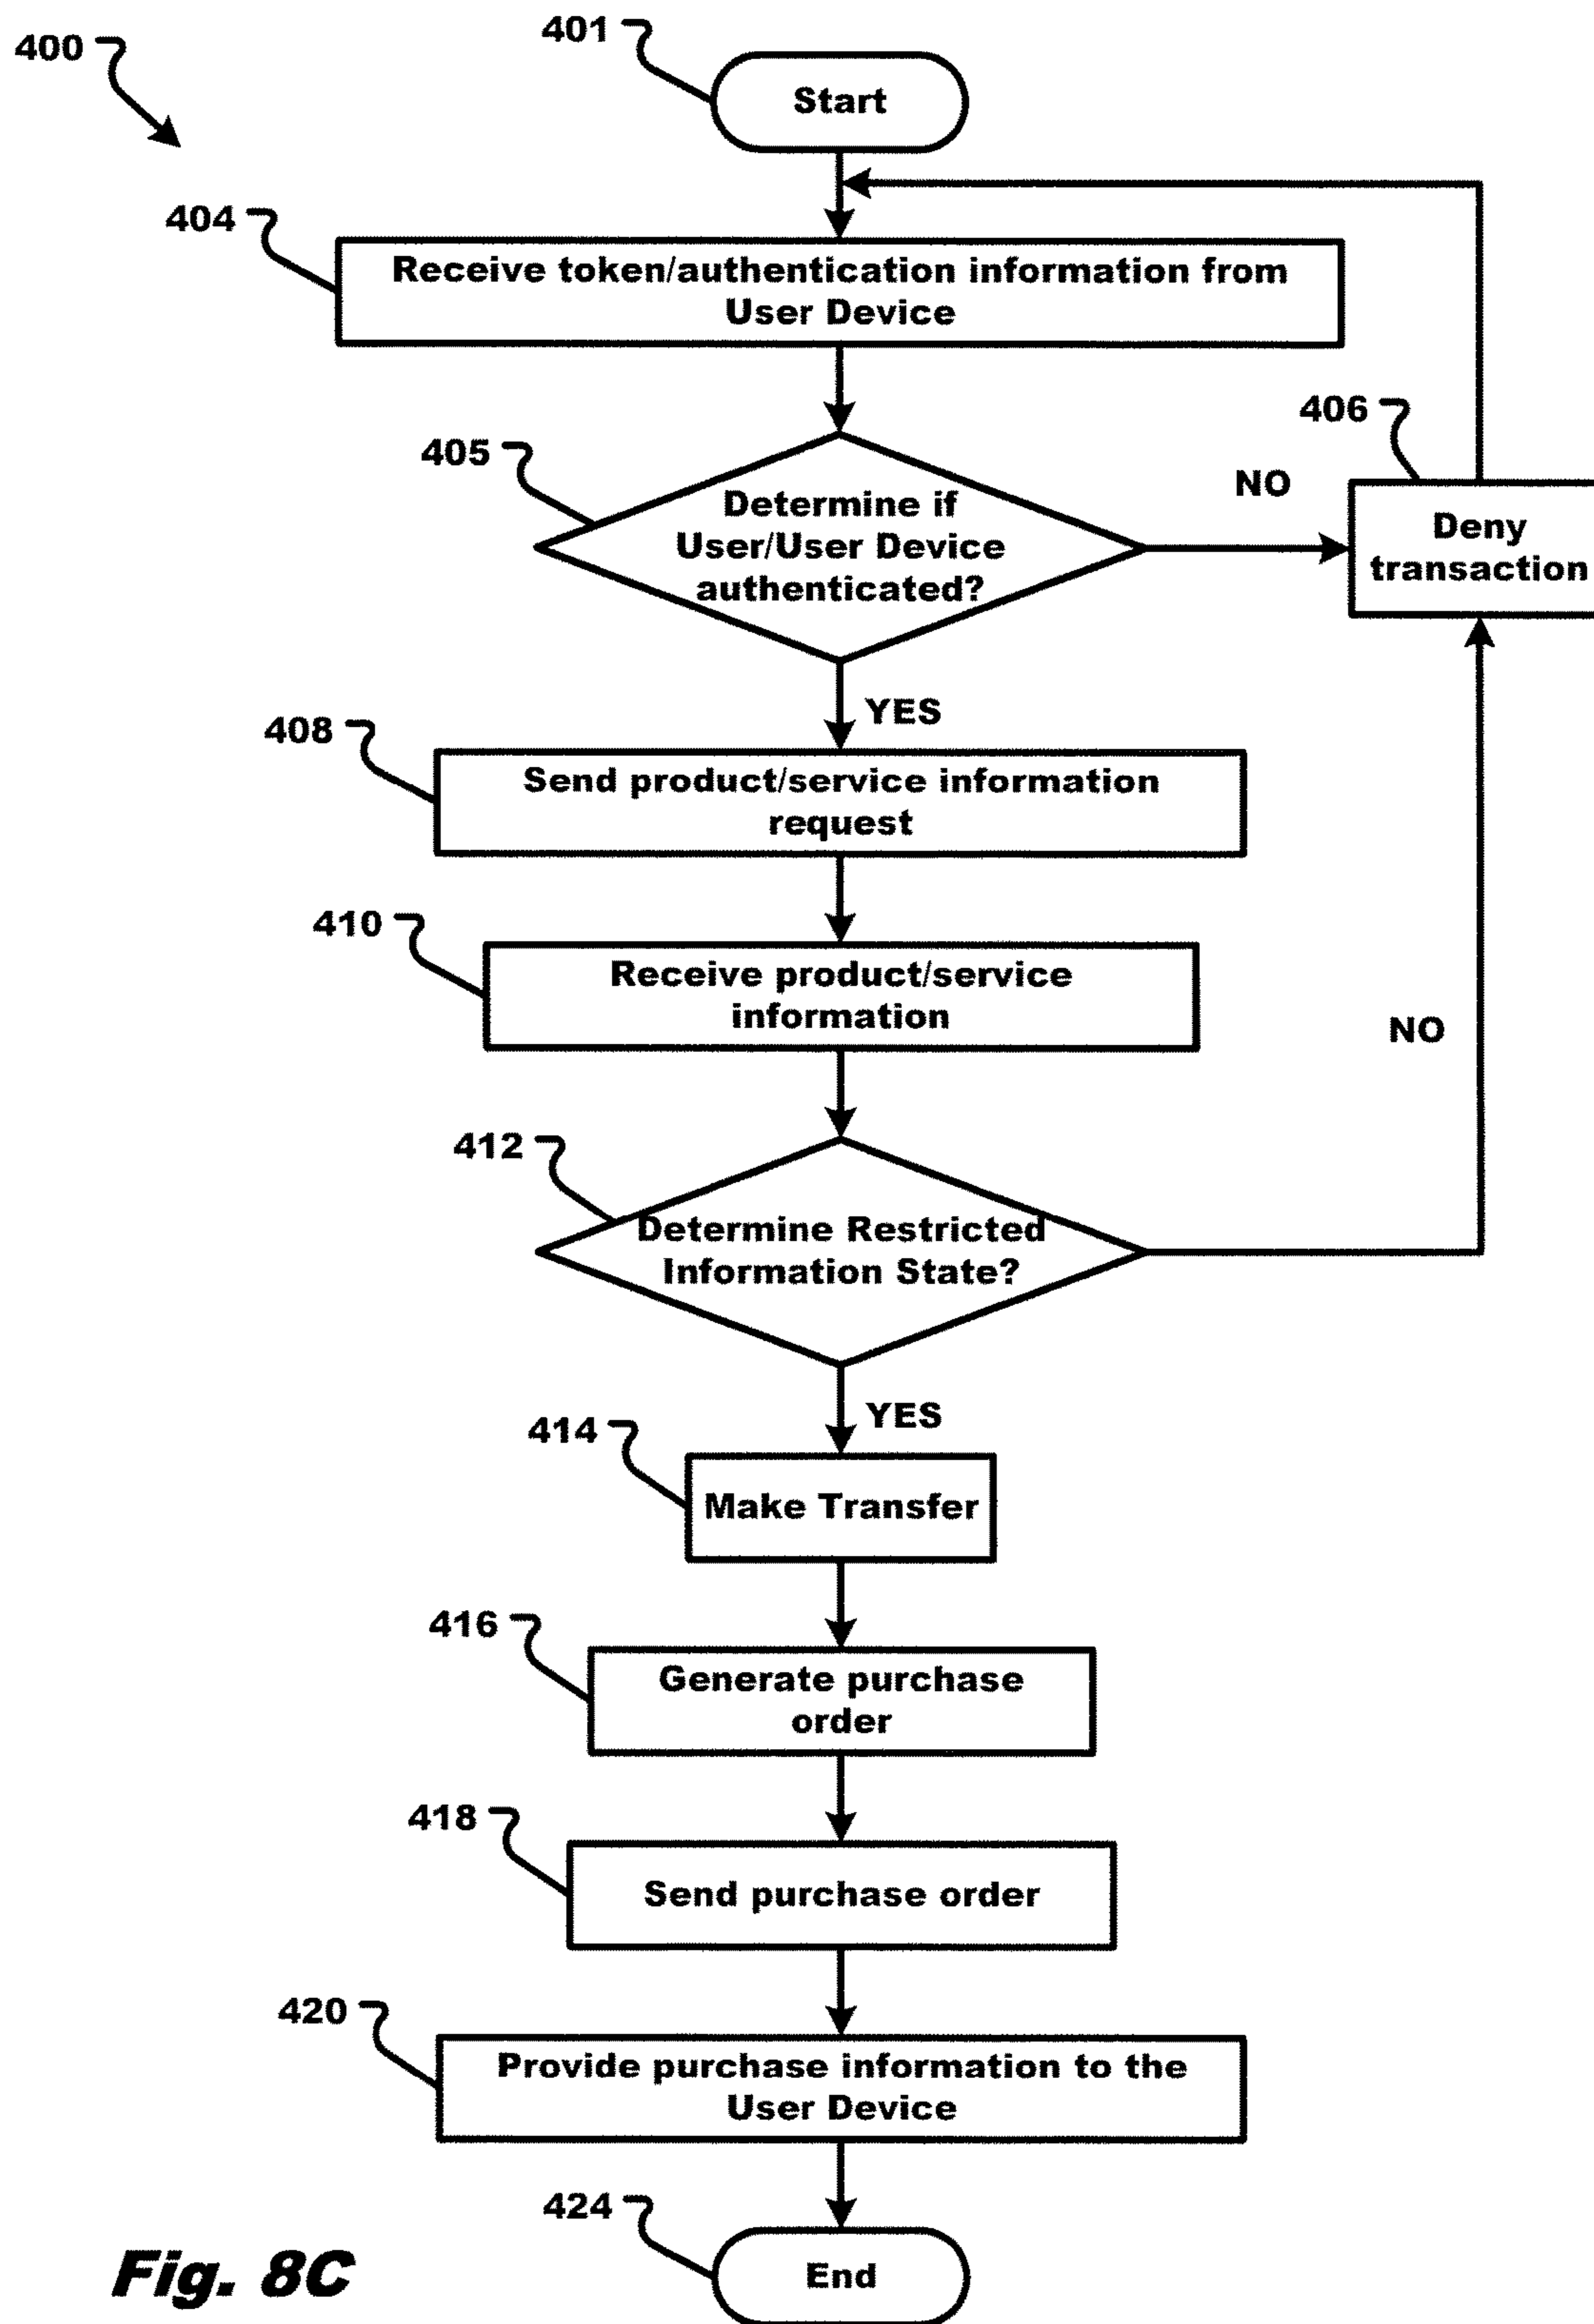 400
401
Start
404
Receive token/authentication information from
User Device
406
405
NO
Determine if
User/User Device
authenticated?
Deny
transaction
YES
408
Send product/service information
request
410
Receive product/service
information
NO
412
Determine Restricted
Information State?
YES
414
Make Transfer
416
Generate purchase
order
418
Send purchase order
420
Provide purchase information to the
User Device
424
End
Fig. 8C